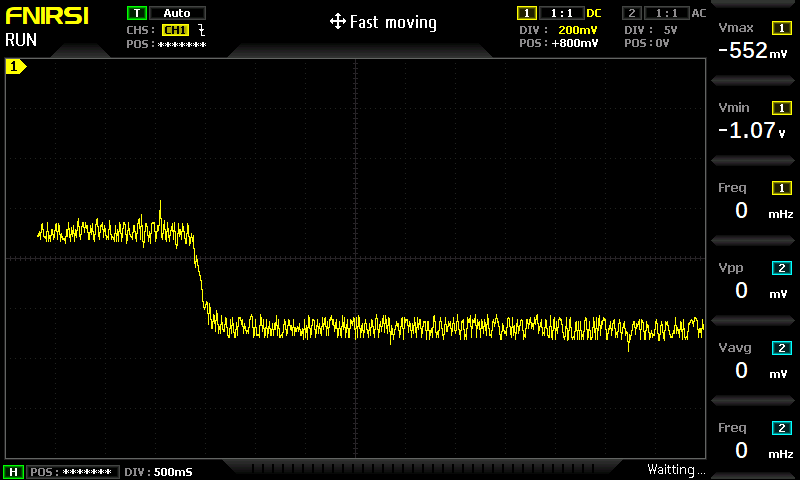 FNIRSI
RUN
T Auto
CHS: CH1
POS: *******
Fast moving
1 1:1 DC
DIV: 200mV
POS: +800mV
2 1:1 AC
DIV: 5V
POS: 0V
1
Vmax 1
-552 mV
Vmin 1
-1.07 V
Freq 1
0 mHz
Vpp 2
0 mV
Vavg 2
0 mV
Freq 2
0 mHz
H POS: ******* DIV: 500mS
Waitting...